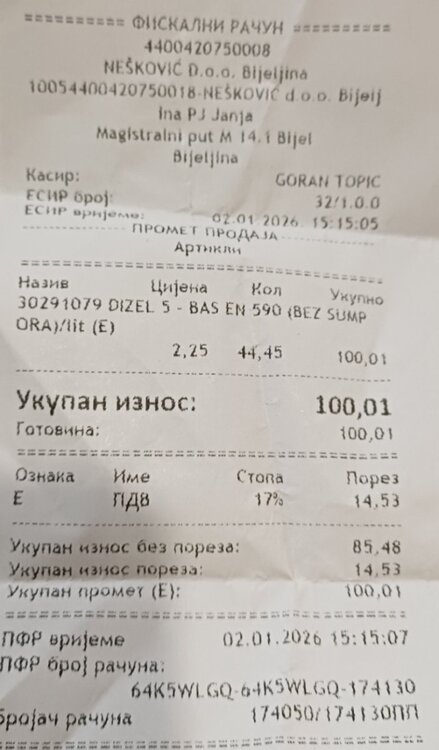 ========== ФИСКАЛНИ РАЧУН ==========
4400420750008
NEŠKOVIĆ D.o.o. Bijeljina
10054400420750018-NEŠKOVIĆ d.o.o. Bijelj
ina PJ Janja
Magistralni put M 14.1 Bijel
Bijeljina
Касир: GORAN TOPIC
ЕСИР број: 32/1.0.0
ЕСИР вријеме: 02.01.2026. 15:15:05
ПРОМЕТ ПРОДАЈА
Артикли
Назив Цијена Кол Укупно
30291079 DIZEL 5 - BAS EN 590 (BEZ SUMP
ORA)/lit (E)
2,25 44,45 100,01
Укупан износ: 100,01
Готовина: 100,01
Ознака Име Стопа Порез
Е ПДВ 17% 14,53
Укупан износ без пореза: 85,48
Укупан износ пореза: 14,53
Укупан промет (Е): 100,01
ПФР вријеме 02.01.2026 15:15:07
ПФР број рачуна:
64K5WLGQ-64K5WLGQ-174130
Бројач рачуна 174050/174130ПП